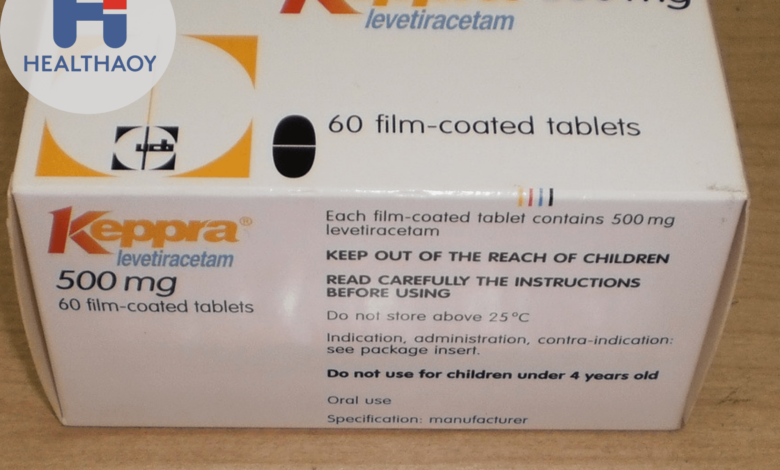 HEALTHAOY
mg
levetiracetam
ucb
60 film-coated tablets
Keppra®
levetiracetam
500 mg
60 film-coated tablets
Each film-coated tablet contains 500 mg
levetiracetam
KEEP OUT OF THE REACH OF CHILDREN
READ CAREFULLY THE INSTRUCTIONS
BEFORE USING
Do not store above 25°C
Indication, administration, contra-indication:
see package insert.
Do not use for children under 4 years old
Oral use
Specification: manufacturer